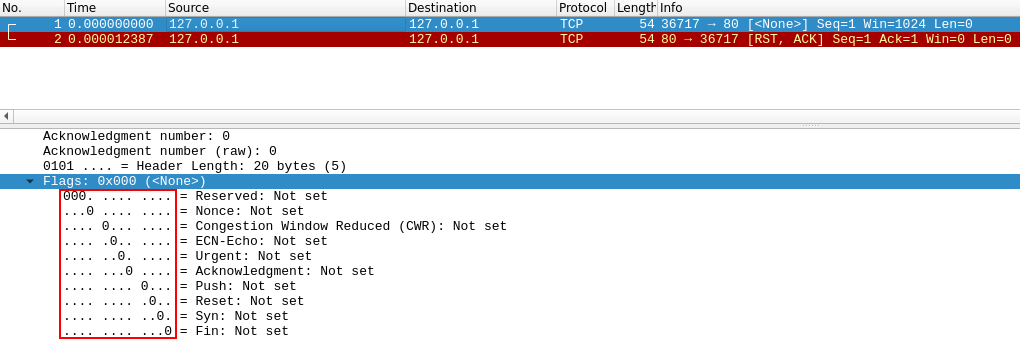 No. Time Source Destination Protocol Length Info
1 0.000000000 127.0.0.1 127.0.0.1 TCP 54 36717 → 80 [<None>] Seq=1 Win=1024 Len=0
2 0.000012387 127.0.0.1 127.0.0.1 TCP 54 80 → 36717 [RST, ACK] Seq=1 Ack=1 Win=0 Len=0
Acknowledgment number: 0
Acknowledgment number (raw): 0
0101 .... = Header Length: 20 bytes (5)
Flags: 0x000 (<None>)
000. .... .... = Reserved: Not set
...0 .... .... = Nonce: Not set
.... 0... .... = Congestion Window Reduced (CWR): Not set
.... .0.. .... = ECN-Echo: Not set
.... ..0. .... = Urgent: Not set
.... ...0 .... = Acknowledgment: Not set
.... .... 0... = Push: Not set
.... .... .0.. = Reset: Not set
.... .... ..0. = Syn: Not set
.... .... ...0 = Fin: Not set